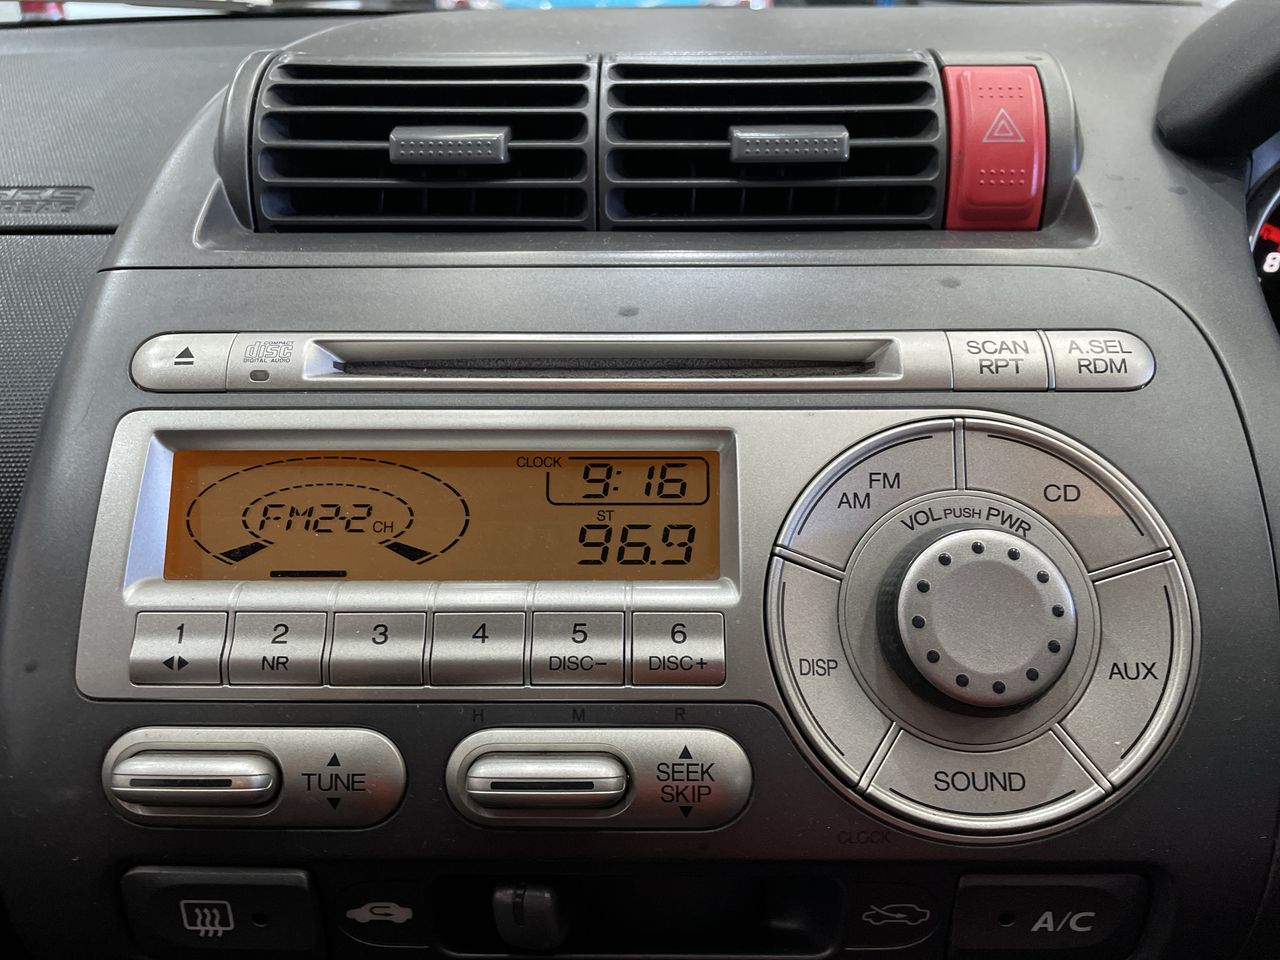 COMPACT
disc
DIGITAL AUDIO
SCAN
RPT
A.SEL
RDM
CLOCK
9:16
FM2-2 CH
ST
96.9
AM FM
CD
VOL PUSH PWR
DISP
AUX
SOUND
1
2
NR
3
4
5
DISC-
6
DISC+
H M R
TUNE
SEEK
SKIP
CLOCK
A/C
8